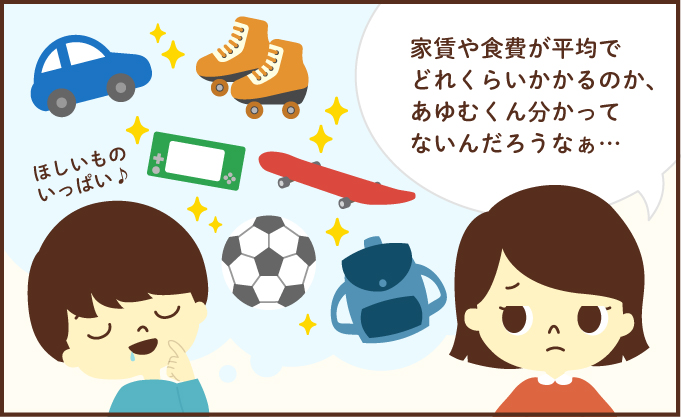 家賃や食費が平均で
どれくらいかかるのか、
あゆむくん分かって
ないんだろうなぁ…
ほしいもの
いっぱい♪